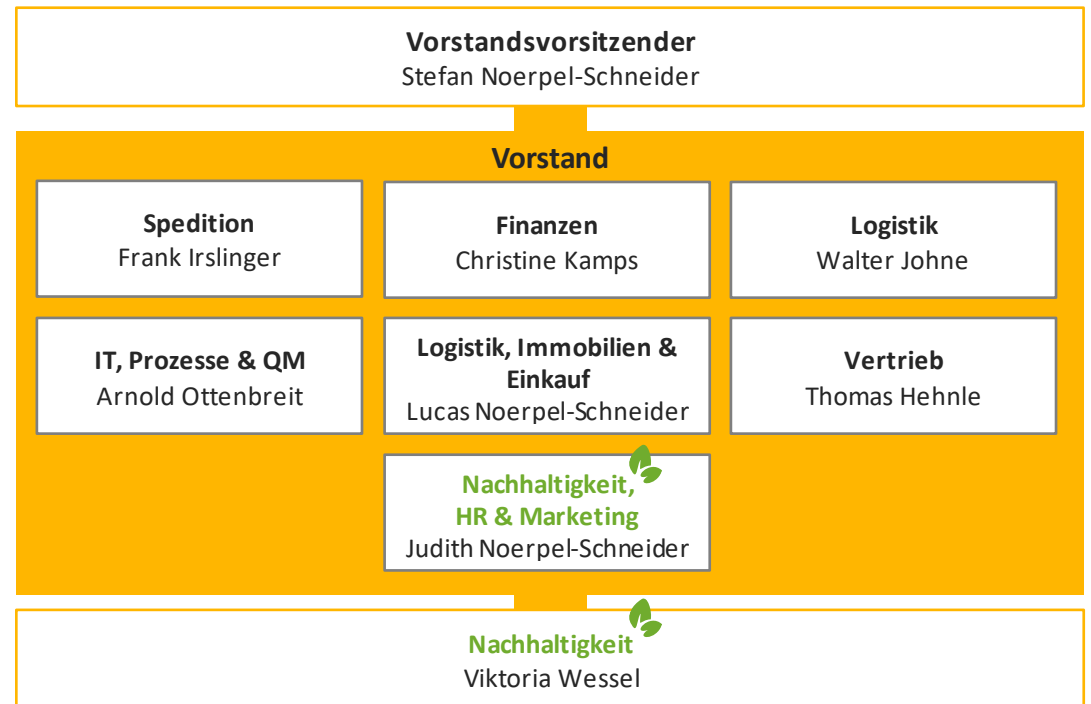 Vorstandsvorsitzender
Stefan Noerpel-Schneider
Vorstand
Spedition
Frank Irslinger
Finanzen
Christine Kamps
Logistik
Walter Johne
IT, Prozesse & QM
Arnold Ottenbreit
Logistik, Immobilien &
Einkauf
Lucas Noerpel-Schneider
Vertrieb
Thomas Hehnle
Nachhaltigkeit,
HR & Marketing
Judith Noerpel-Schneider
Nachhaltigkeit
Viktoria Wessel